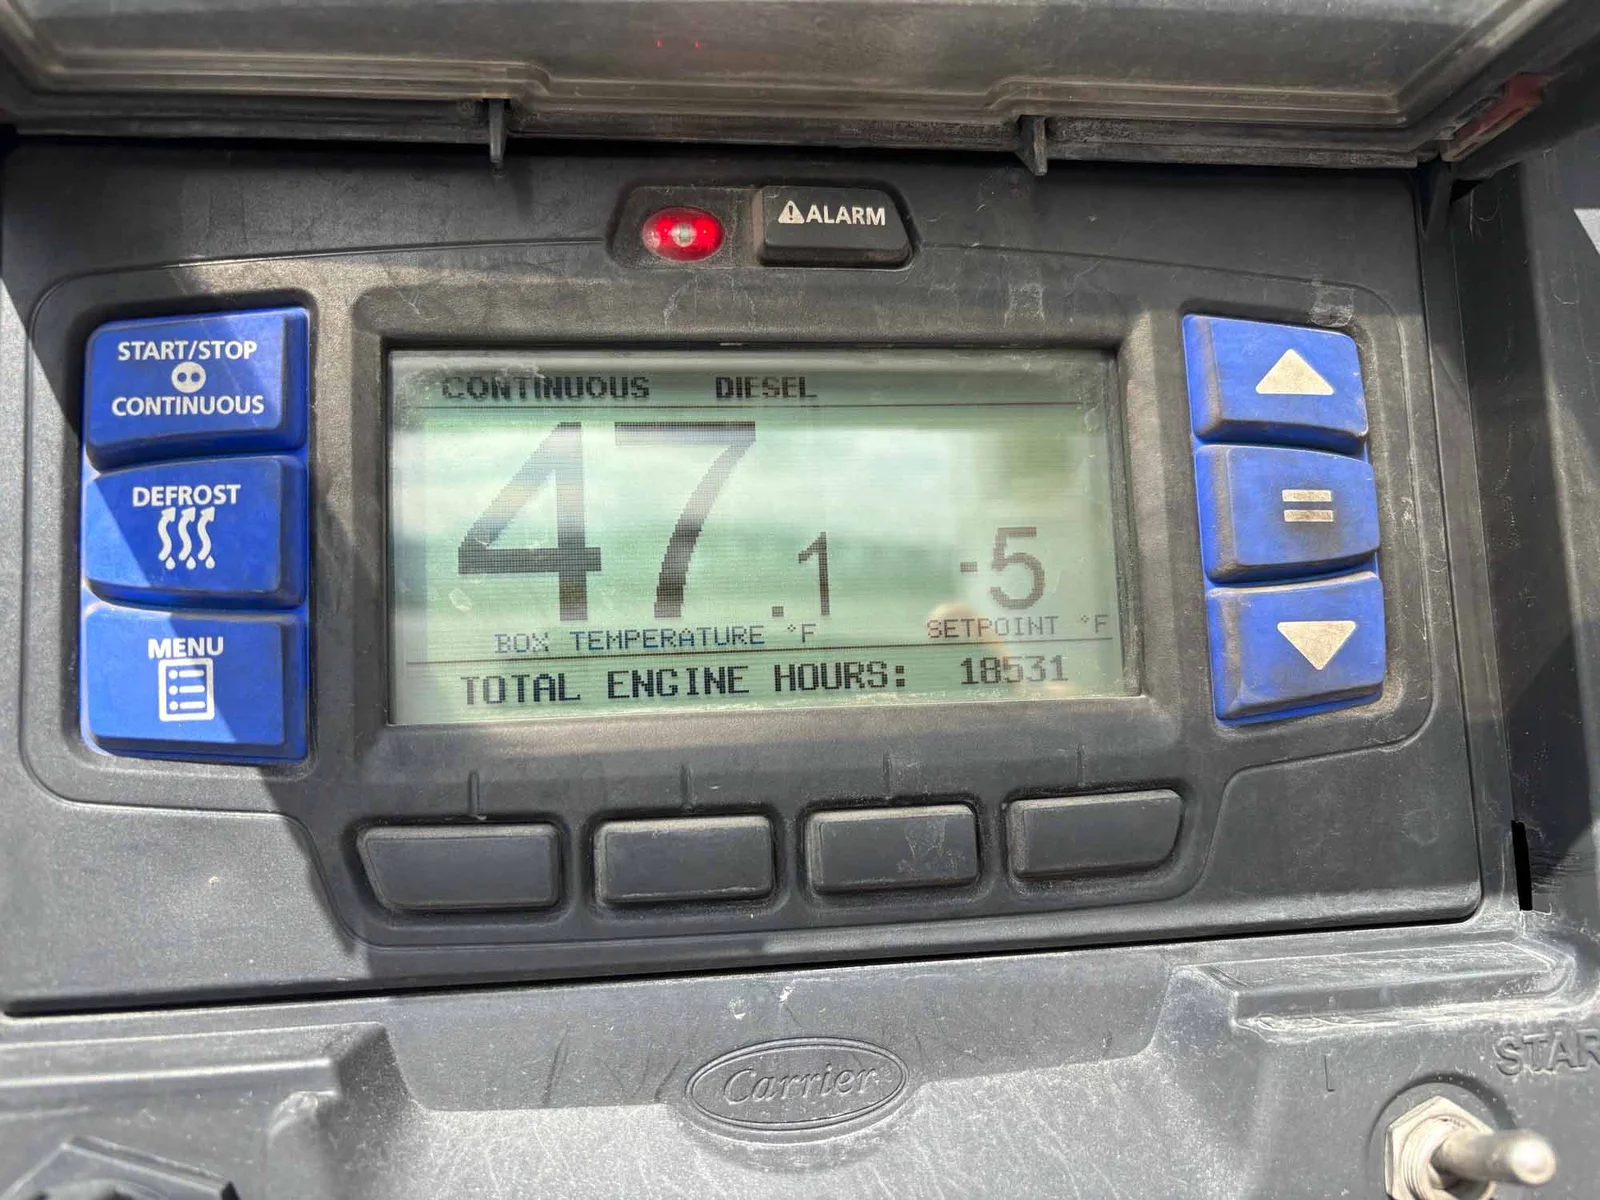 ⚠ALARM
START/STOP
CONTINUOUS
DEFROST
MENU
CONTINUOUS DIESEL
47.1
-5
BOX TEMPERATURE °F
SETPOINT °F
TOTAL ENGINE HOURS: 18531
=
Carrier
I
STAR